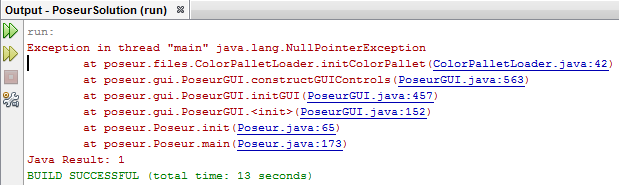 Output - PoseurSolution (run)
run:
Exception in thread "main" java.lang.NullPointerException
at poseur.files.ColorPalletLoader.initColorPallet(ColorPalletLoader.java:42)
at poseur.gui.PoseurGUI.constructGUIControls(PoseurGUI.java:563)
at poseur.gui.PoseurGUI.initGUI(PoseurGUI.java:457)
at poseur.gui.PoseurGUI.<init>(PoseurGUI.java:152)
at poseur.Poseur.init(Poseur.java:65)
at poseur.Poseur.main(Poseur.java:173)
Java Result: 1
BUILD SUCCESSFUL (total time: 13 seconds)